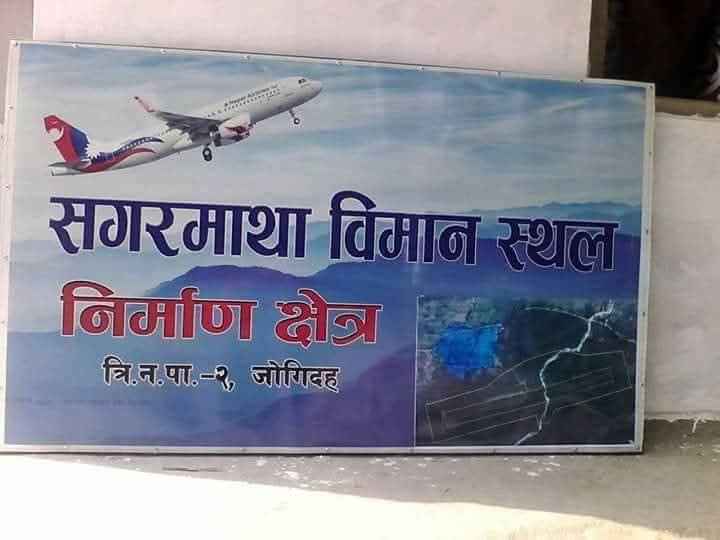 Nepal Airlines
सगरमाथा विमान स्थल
निर्माण क्षेत्र
त्रि.न.पा.-२, जोगिदह